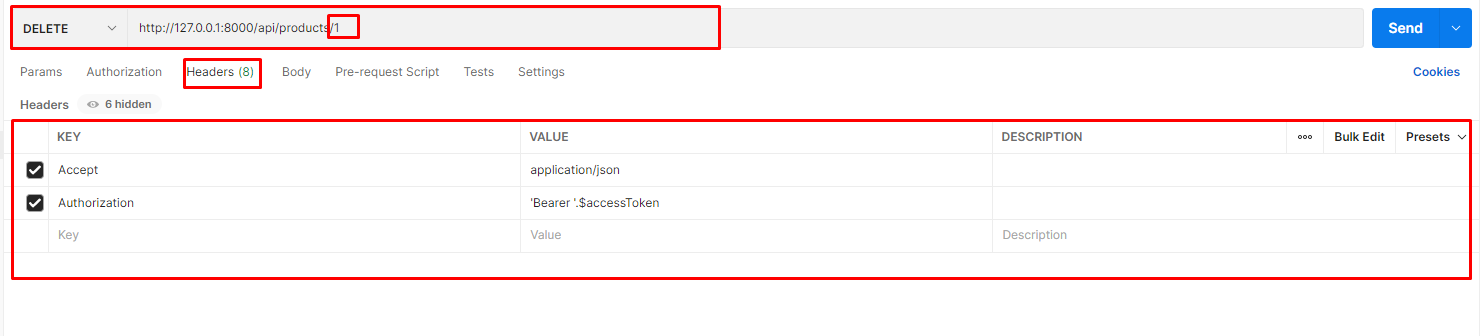 DELETE http://127.0.0.1:8000/api/products/1 Send
Params Authorization Headers (8) Body Pre-request Script Tests Settings Cookies
Headers 6 hidden
KEY VALUE DESCRIPTION Bulk Edit Presets
Accept application/json
Authorization 'Bearer '.$accessToken
Key Value Description